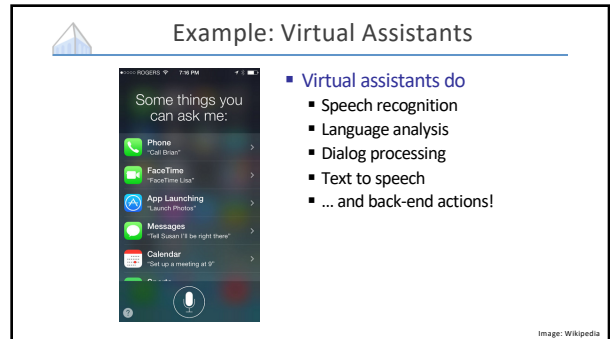 Example: Virtual Assistants
ROGERS 7:16 PM
Some things you
can ask me:
Phone
"Call Brian"
FaceTime
"FaceTime Lisa"
App Launching
"Launch Photos"
Messages
"Tell Susan I'll be right there"
Calendar
"Set up a meeting at 9"
?
▪ Virtual assistants do
▪ Speech recognition
▪ Language analysis
▪ Dialog processing
▪ Text to speech
▪ ... and back-end actions!
Image: Wikipedia